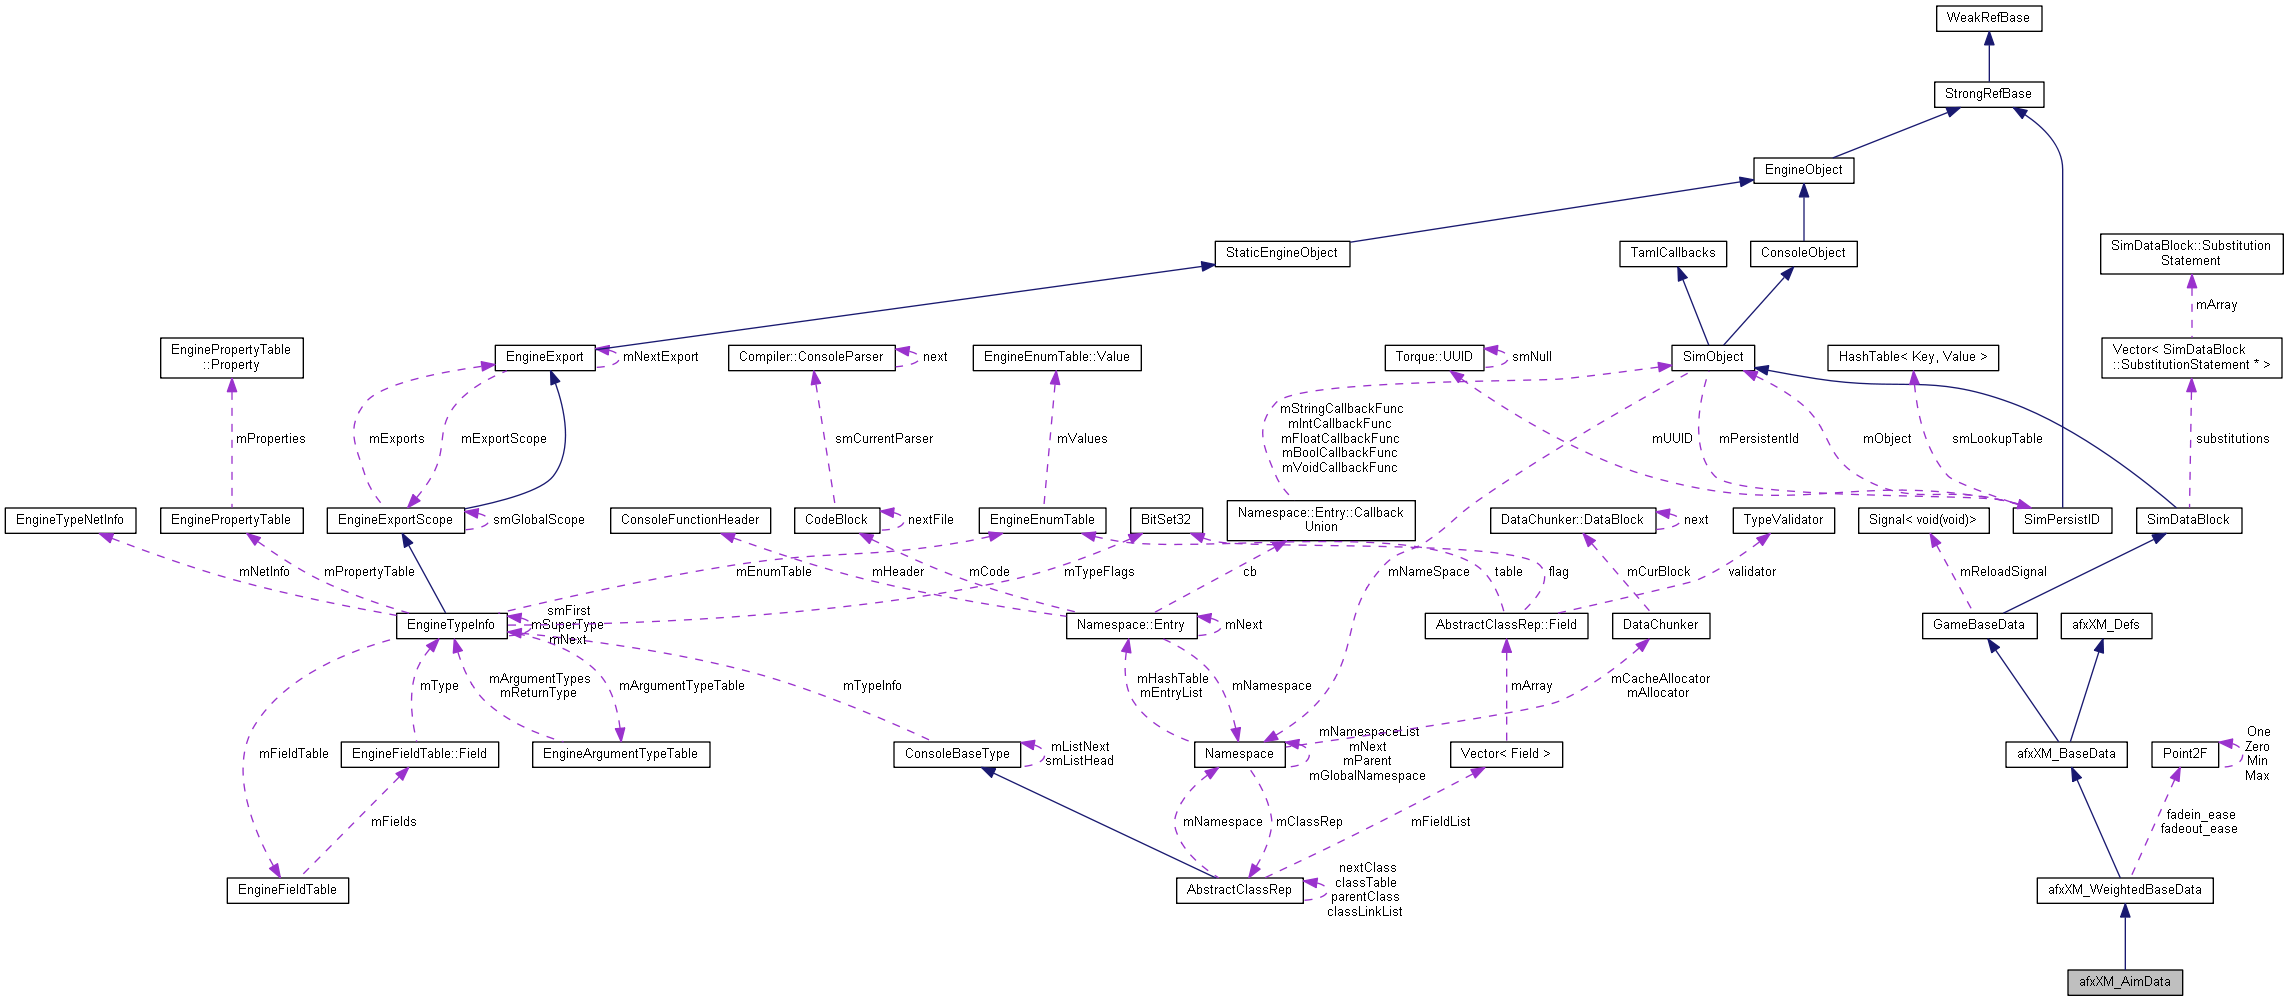 WeakRefBase
StrongRefBase
EngineObject
StaticEngineObject
TamlCallbacks
ConsoleObject
SimDataBlock::Substitution
Statement
mArray
EnginePropertyTable
::Property
EngineExport
mNextExport
Compiler::ConsoleParser
next
EngineEnumTable::Value
Torque::UUID
smNull
SimObject
HashTable< Key, Value >
Vector< SimDataBlock
::SubstitutionStatement * >
mProperties
mExports
mExportScope
smCurrentParser
mValues
mStringCallbackFunc
mIntCallbackFunc
mFloatCallbackFunc
mBoolCallbackFunc
mVoidCallbackFunc
mUUID
mPersistentId
mObject
smLookupTable
substitutions
EngineTypeNetInfo
EnginePropertyTable
EngineExportScope
smGlobalScope
ConsoleFunctionHeader
CodeBlock
nextFile
EngineEnumTable
BitSet32
Namespace::Entry::Callback
Union
DataChunker::DataBlock
next
TypeValidator
Signal< void(void)>
SimPersistID
SimDataBlock
mNetInfo
mPropertyTable
mEnumTable
mHeader
mCode
mTypeFlags
cb
mNameSpace
table
flag
mCurBlock
validator
mReloadSignal
EngineTypeInfo
smFirst
mSuperType
mNext
Namespace::Entry
mNext
AbstractClassRep::Field
DataChunker
GameBaseData
afxXM_Defs
mFieldTable
mType
mArgumentTypes
mReturnType
mArgumentTypeTable
mTypeInfo
mHashTable
mEntryList
mNamespace
mArray
mCacheAllocator
mAllocator
EngineFieldTable::Field
EngineArgumentTypeTable
ConsoleBaseType
mListNext
smListHead
Namespace
mNamespaceList
mNext
mParent
mGlobalNamespace
Vector< Field >
afxXM_BaseData
Point2F
One
Zero
Min
Max
mFields
mNamespace
mClassRep
mFieldList
fadein_ease
fadeout_ease
EngineFieldTable
AbstractClassRep
nextClass
classTable
parentClass
classLinkList
afxXM_WeightedBaseData
afxXM_AimData